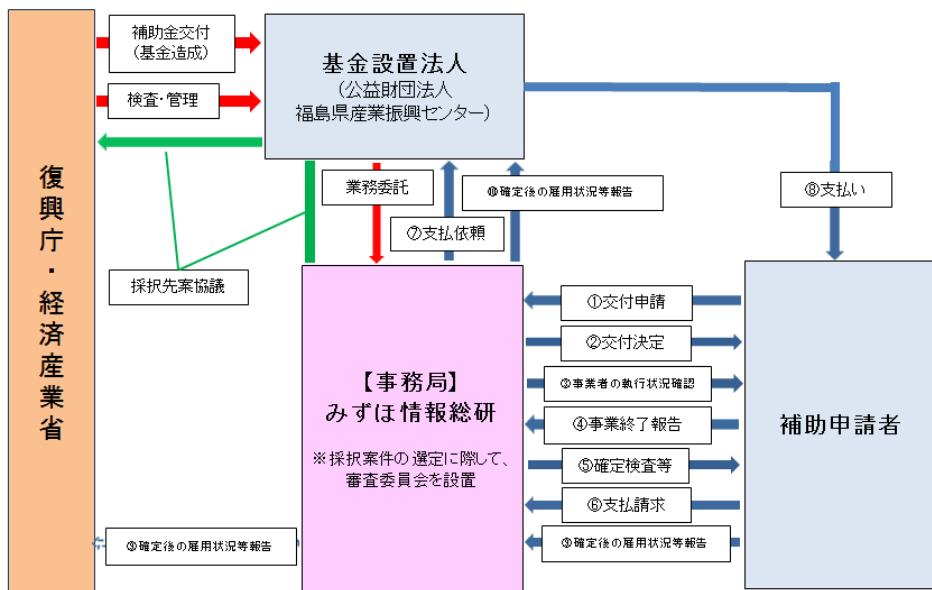 補助金交付
(基金造成)
検査・管理
基金設置法人
(公益財団法人
福島県産業振興センター)
復興庁・経済産業省
業務委託
⑩確定後の雇用状況等報告
⑧支払い
⑦支払依頼
採択先案協議
①交付申請
②交付決定
③事業者の執行状況確認
④事業終了報告
⑤確定検査等
⑥支払請求
⑨確定後の雇用状況等報告
【事務局】
みずほ情報総研
※採択案件の選定に際して、
審査委員会を設置
補助申請者
⑨確定後の雇用状況等報告